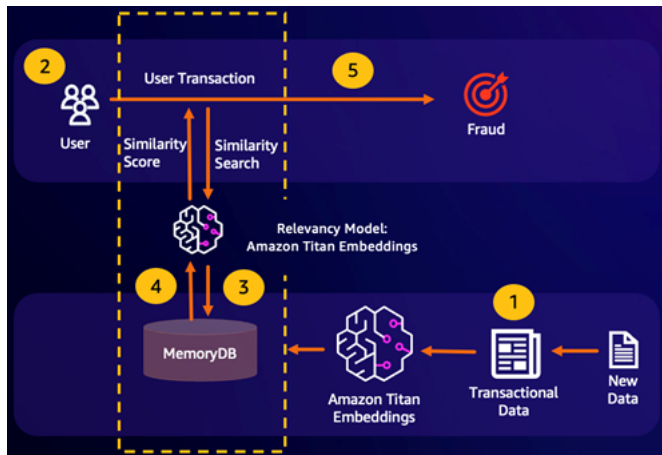 2
User Transaction
5
User
Fraud
Similarity
Score
Similarity
Search
Relevancy Model:
Amazon Titan Embeddings
4
3
1
MemoryDB
Amazon Titan
Embeddings
Transactional
Data
New
Data